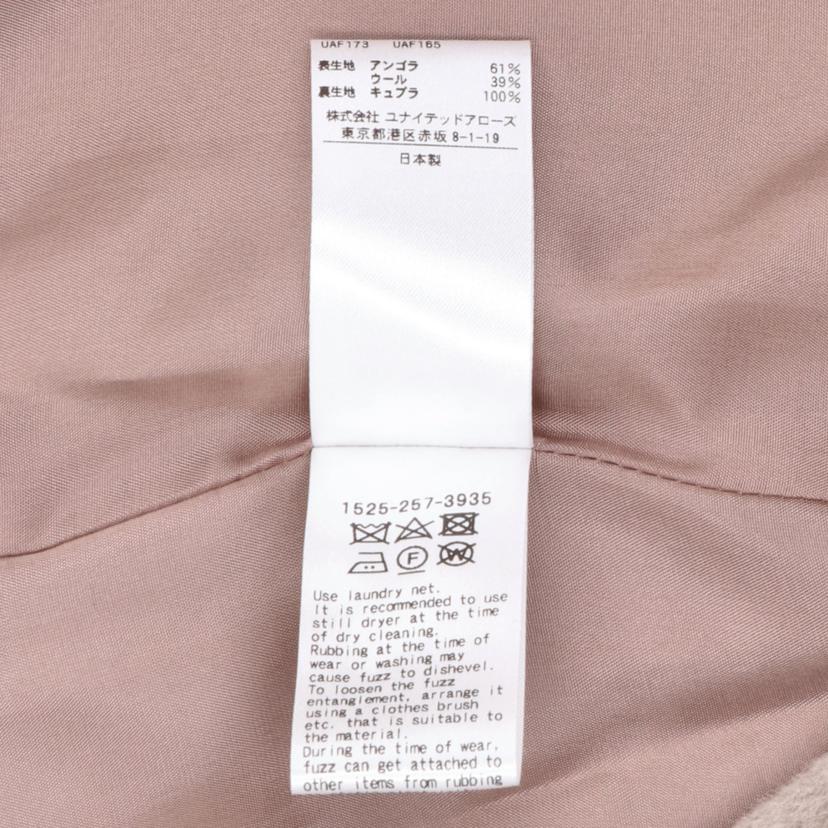 UAF173 UAF165
表生地 アンゴラ 61%
ウール 39%
裏生地 キュプラ 100%
株式会社 ユナイテッドアローズ
東京都港区赤坂 8-1-19
日本製
1525-257-3935
F W
Use laundry net.
It is recommended to use
still dryer at the time
of dry cleaning.
Rubbing at the time of
wear or washing may
cause fuzz to dishevel.
To loosen the fuzz
entanglement, arrange it
using a clothes brush
etc. that is suitable to
the material.
During the time of wear,
fuzz can get attached to
other items from rubbing